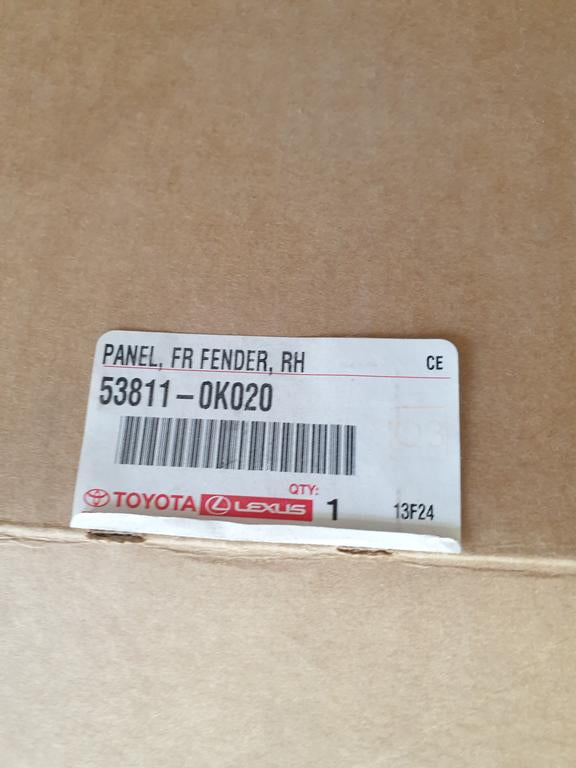 PANEL, FR FENDER, RH CE
53811-0K020
TOYOTA LEXUS QTY: 1 13F24